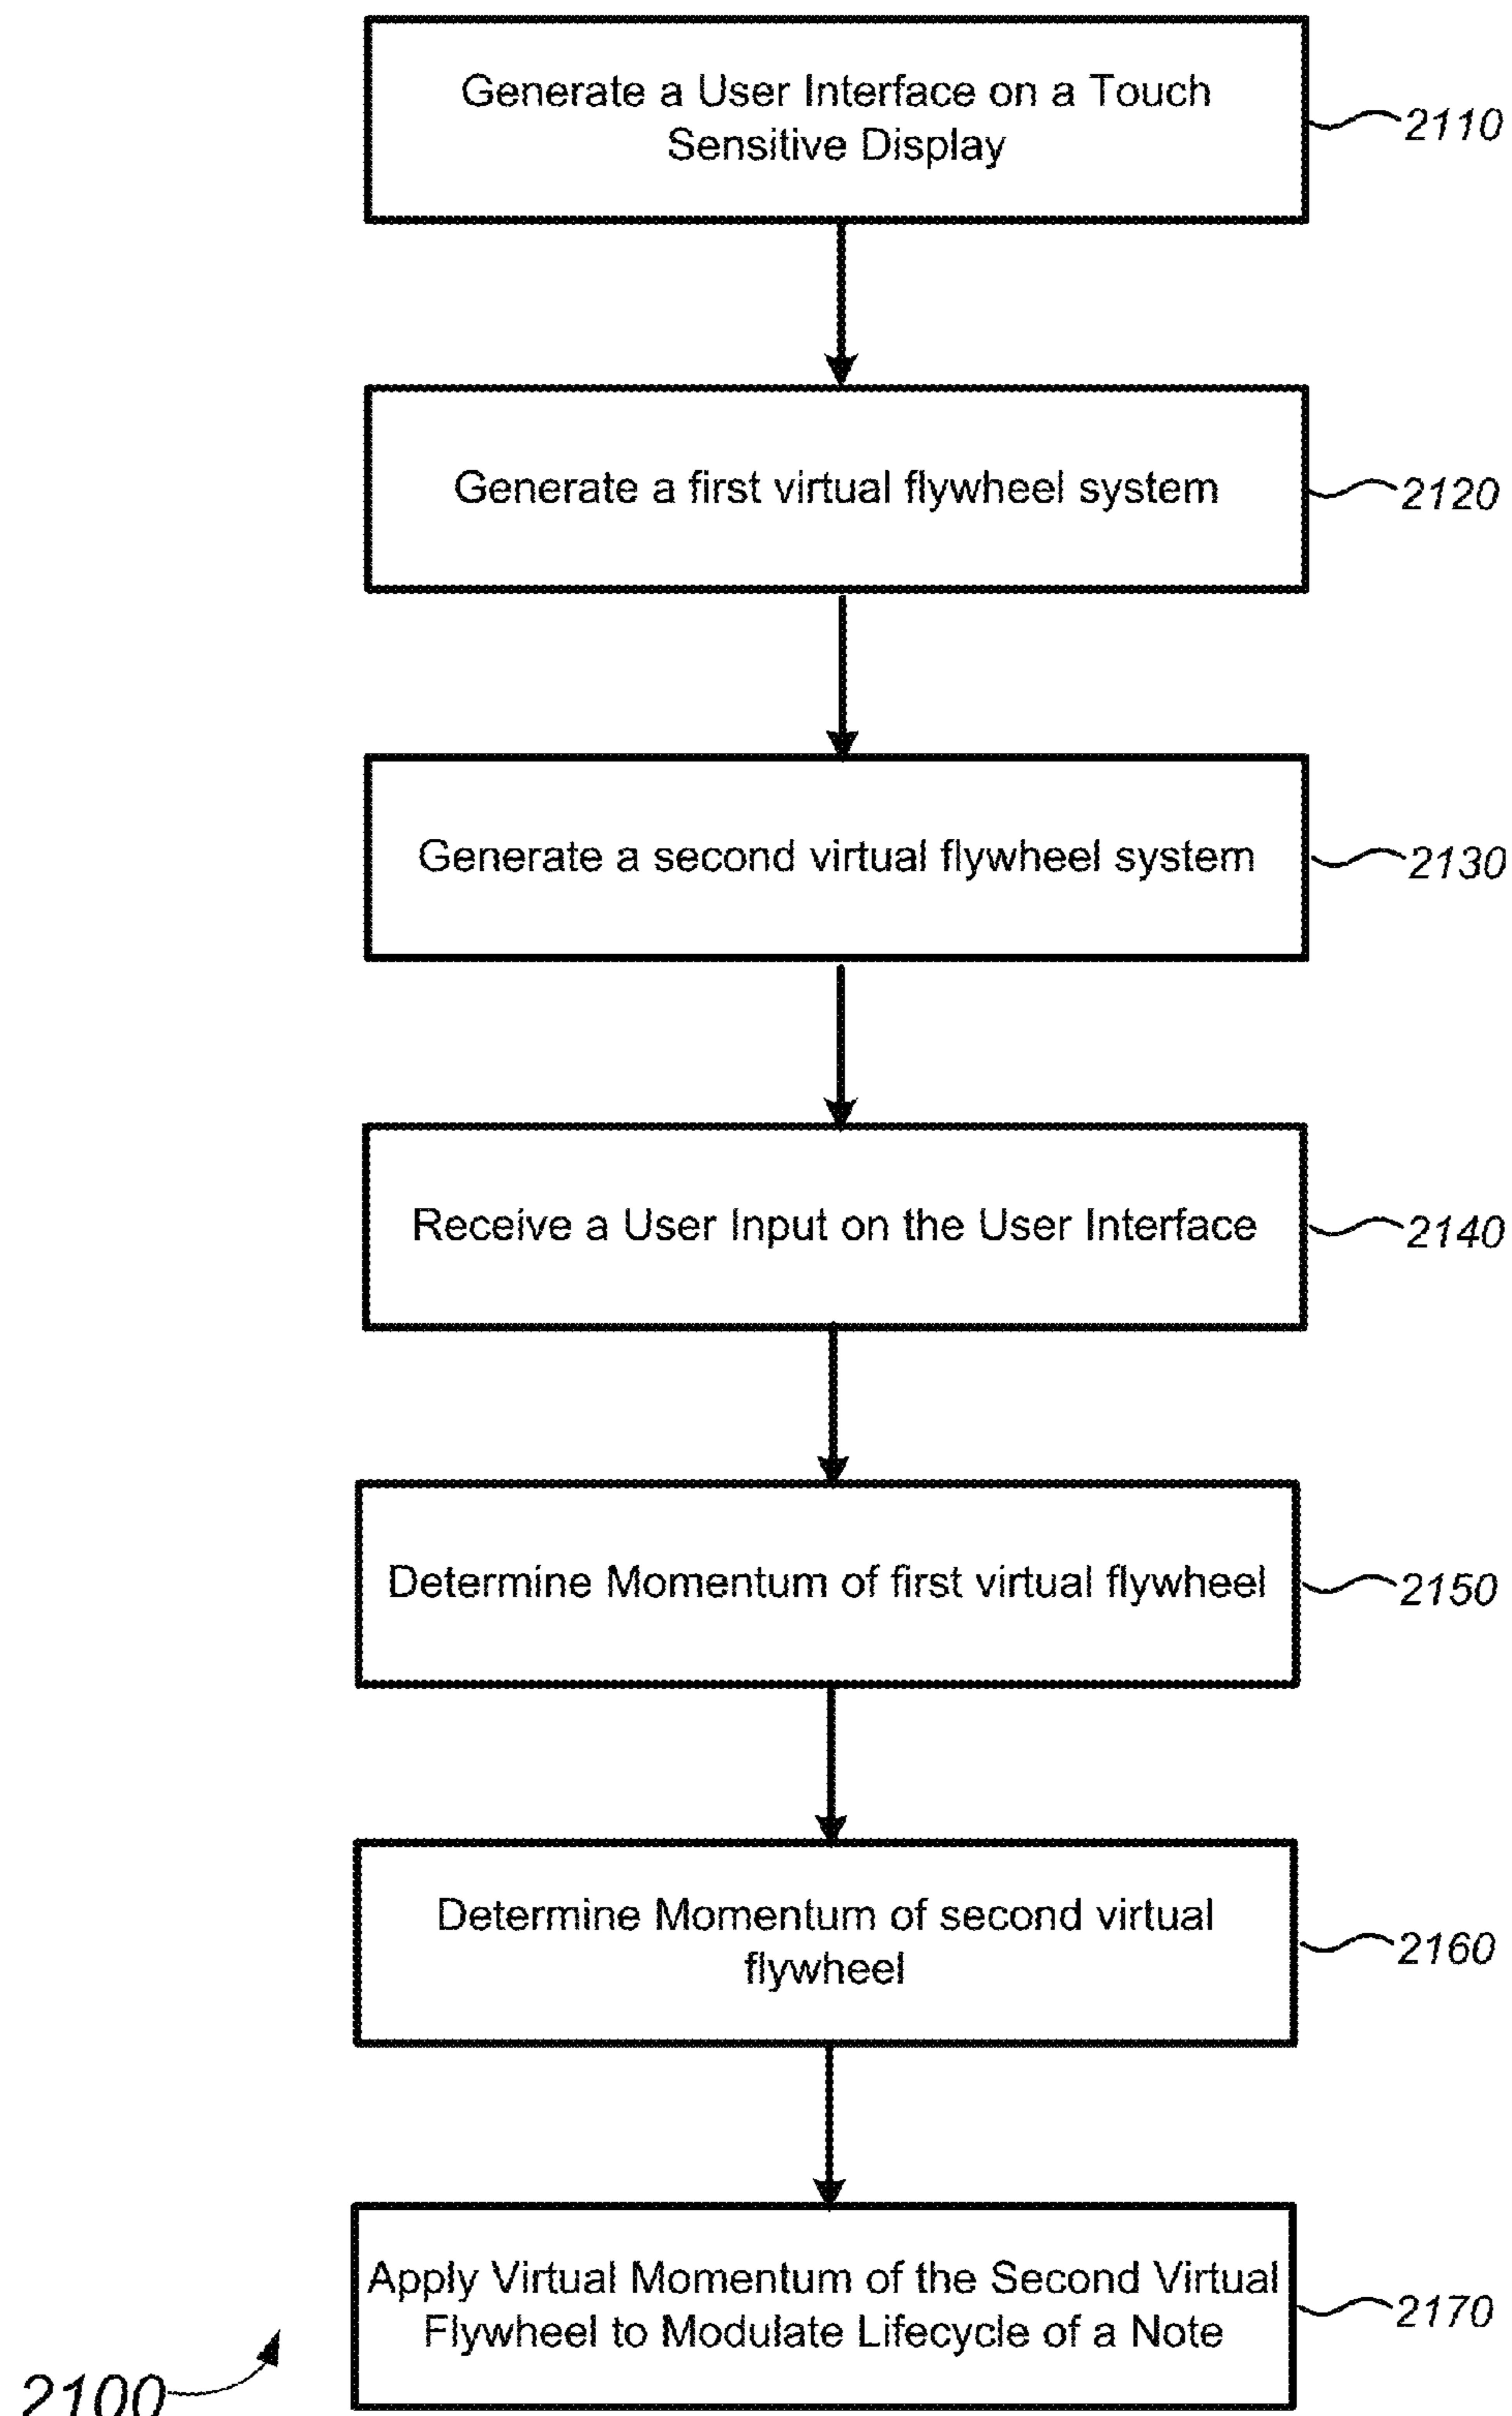 Generate a User Interface on a Touch
Sensitive Display
2110
Generate a first virtual flywheel system
2120
Generate a second virtual flywheel system
2130
Receive a User Input on the User Interface
2140
Determine Momentum of first virtual flywheel
2150
Determine Momentum of second virtual
flywheel
2160
Apply Virtual Momentum of the Second Virtual
Flywheel to Modulate Lifecycle of a Note
2170
2100